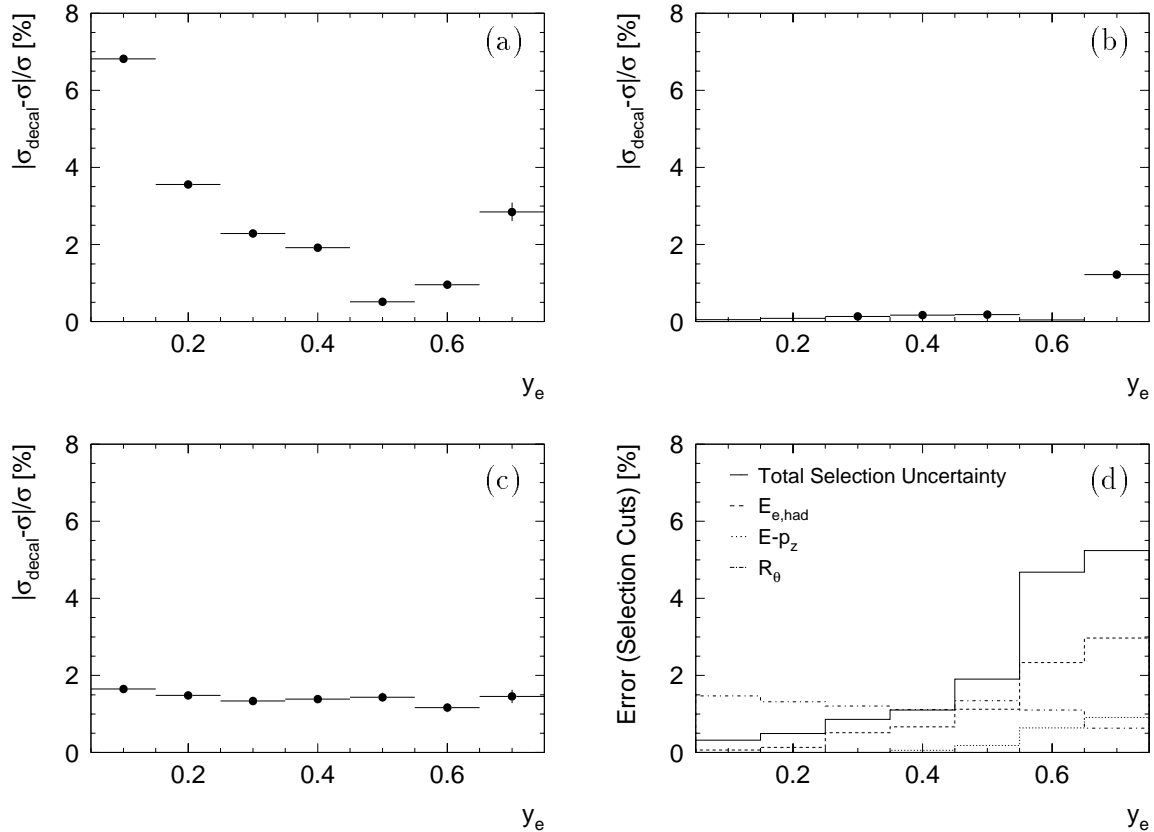 |σdecal-σ|/σ [%]
(a)
8
6
4
2
0
0.2 0.4 0.6
ye
|σdecal-σ|/σ [%]
(b)
8
6
4
2
0
0.2 0.4 0.6
ye
|σdecal-σ|/σ [%]
(c)
8
6
4
2
0
0.2 0.4 0.6
ye
Error (Selection Cuts) [%]
(d)
8
6
4
2
0
Total Selection Uncertainty
Ee,had
E-pz
Rθ
0.2 0.4 0.6
ye